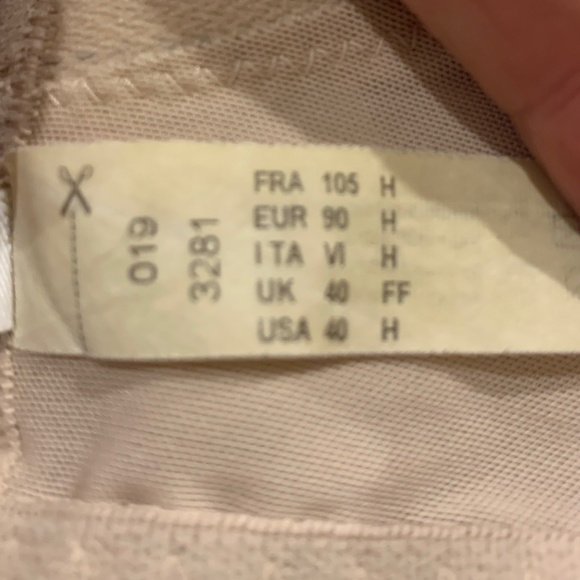 019
3281
FRA 105 H
EUR 90 H
ITA VI H
UK 40 FF
USA 40 H